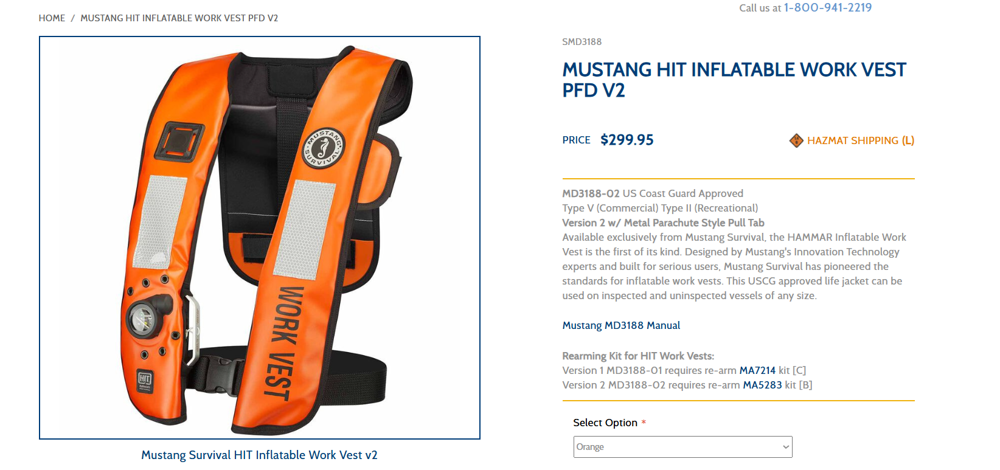 Call us at 1-800-941-2219
HOME / MUSTANG HIT INFLATABLE WORK VEST PFD V2
MUSTANG
SURVIVAL
WORK VEST
HIT
Mustang Survival HIT Inflatable Work Vest v2
SMD3188
MUSTANG HIT INFLATABLE WORK VEST
PFD V2
PRICE $299.95
HAZMAT SHIPPING (L)
MD3188-02 US Coast Guard Approved
Type V (Commercial) Type II (Recreational)
Version 2 w/ Metal Parachute Style Pull Tab
Available exclusively from Mustang Survival, the HAMMAR Inflatable Work
Vest is the first of its kind. Designed by Mustang's Innovation Technology
experts and built for serious users, Mustang Survival has pioneered the
standards for inflatable work vests. This USCG approved life jacket can be
used on inspected and uninspected vessels of any size.
Mustang MD3188 Manual
Rearming Kit for HIT Work Vests:
Version 1 MD3188-01 requires re-arm MA7214 kit [C]
Version 2 MD3188-02 requires re-arm MA5283 kit [B]
Select Option *
Orange